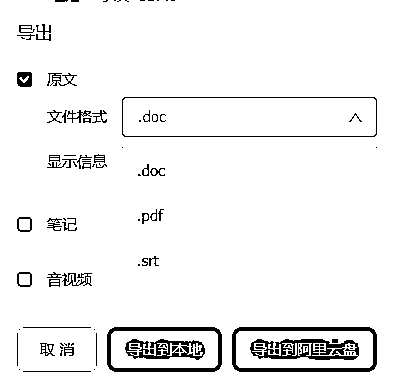 导出
原文
文件格式 .doc
显示信息
.doc
.pdf
笔记
.srt
音视频
取消 导出到本地 导出到阿里云盘